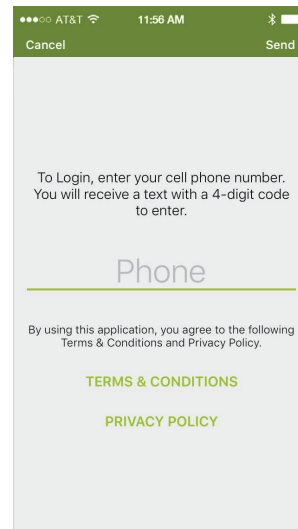 ●●●○○ AT&T 11:56 AM
Cancel Send
To Login, enter your cell phone number.
You will receive a text with a 4-digit code
to enter.
Phone
By using this application, you agree to the following
Terms & Conditions and Privacy Policy.
TERMS & CONDITIONS
PRIVACY POLICY